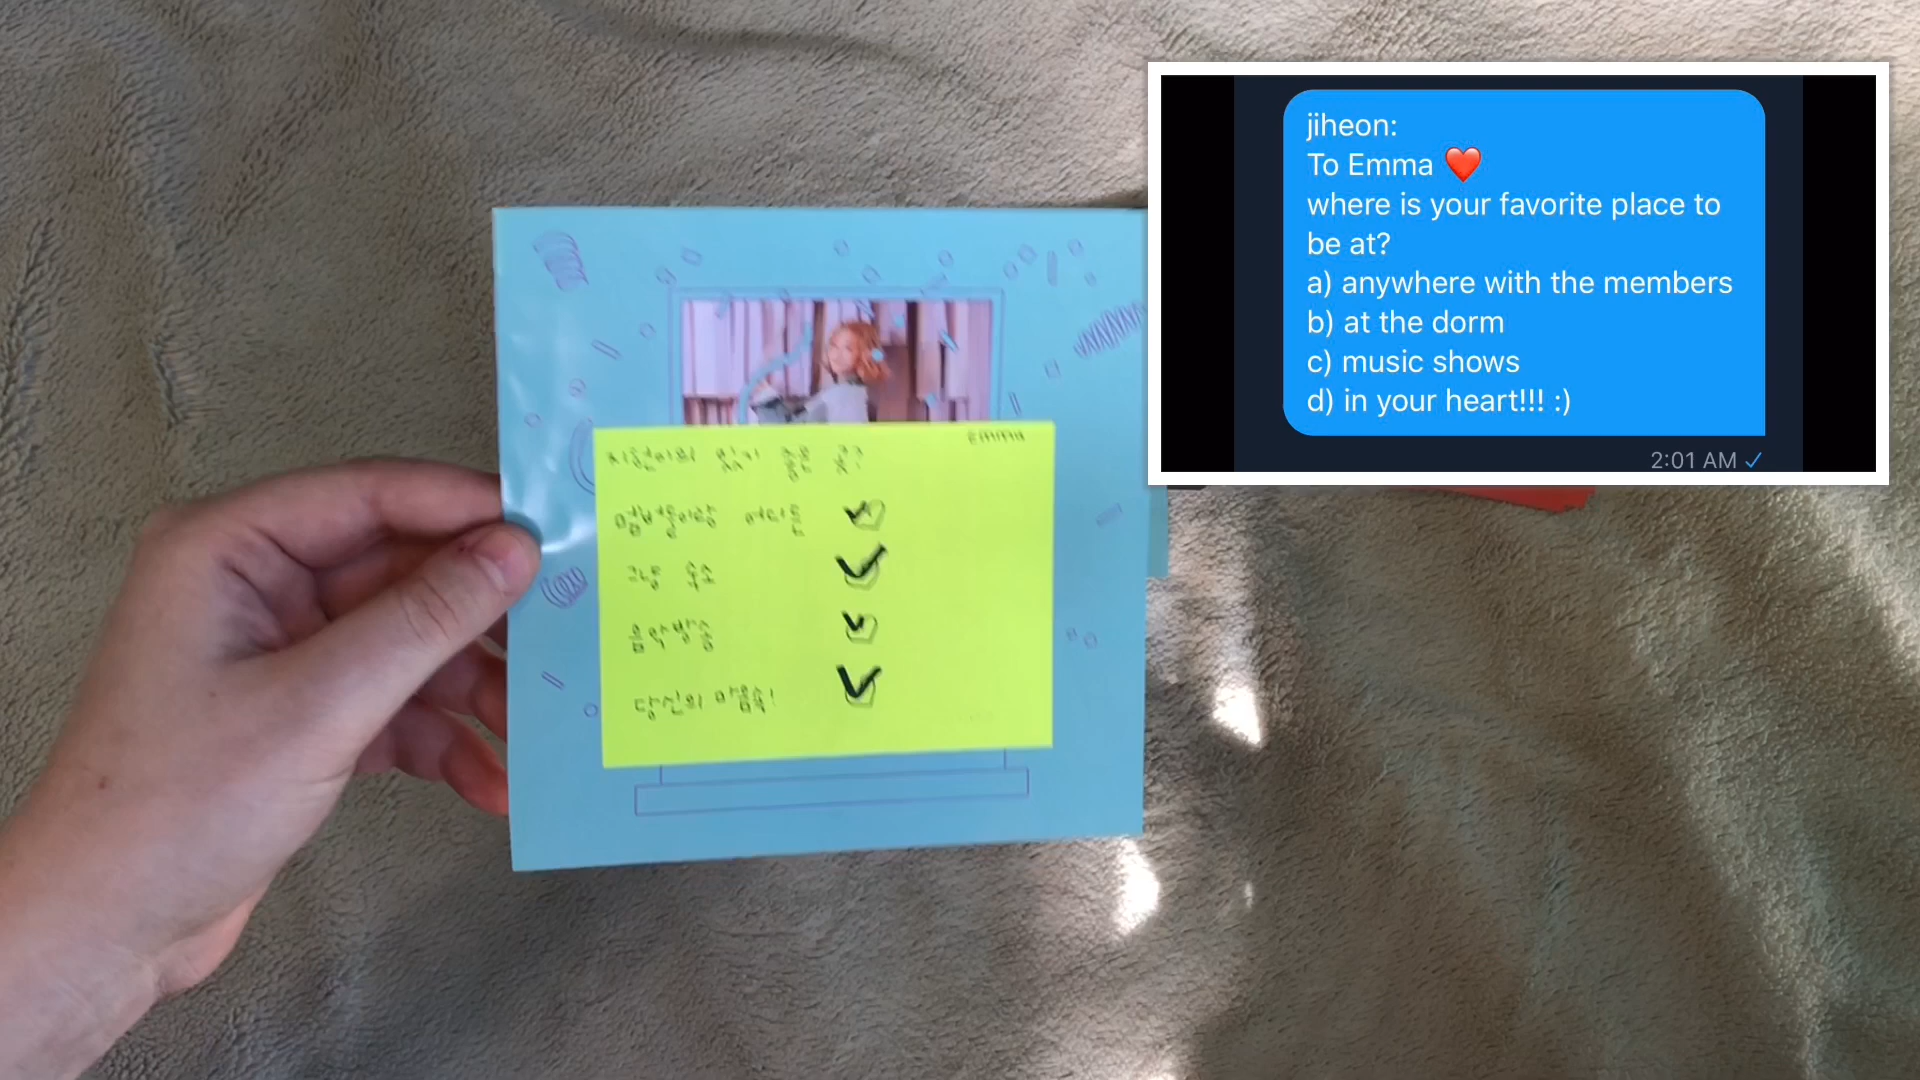 Emma
지헌이의 있기 좋은 곳?
멤버들이랑 어디든
그냥 숙소
음악방송
당신의 마음속!
jiheon:
To Emma ❤️
where is your favorite place to
be at?
a) anywhere with the members
b) at the dorm
c) music shows
d) in your heart!!! :)
2:01 AM ✓